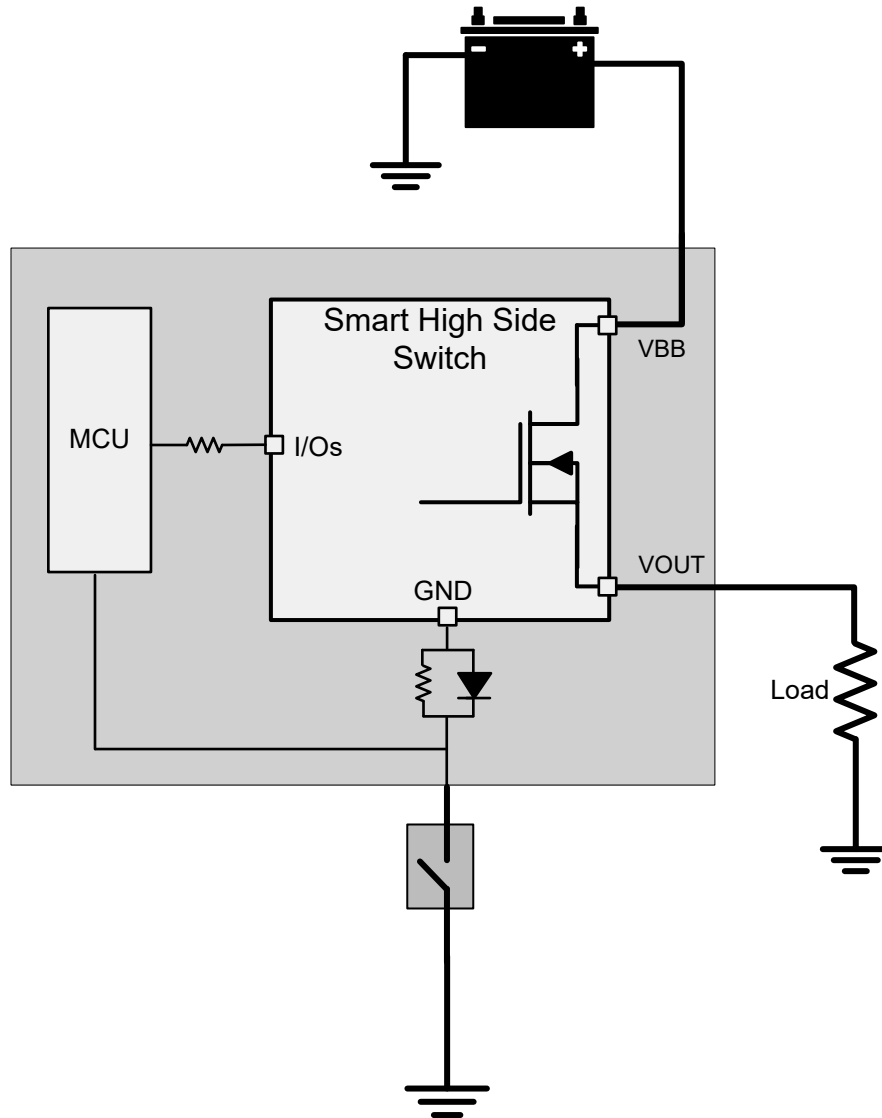 Smart High Side
Switch
VBB
MCU
I/Os
VOUT
GND
Load